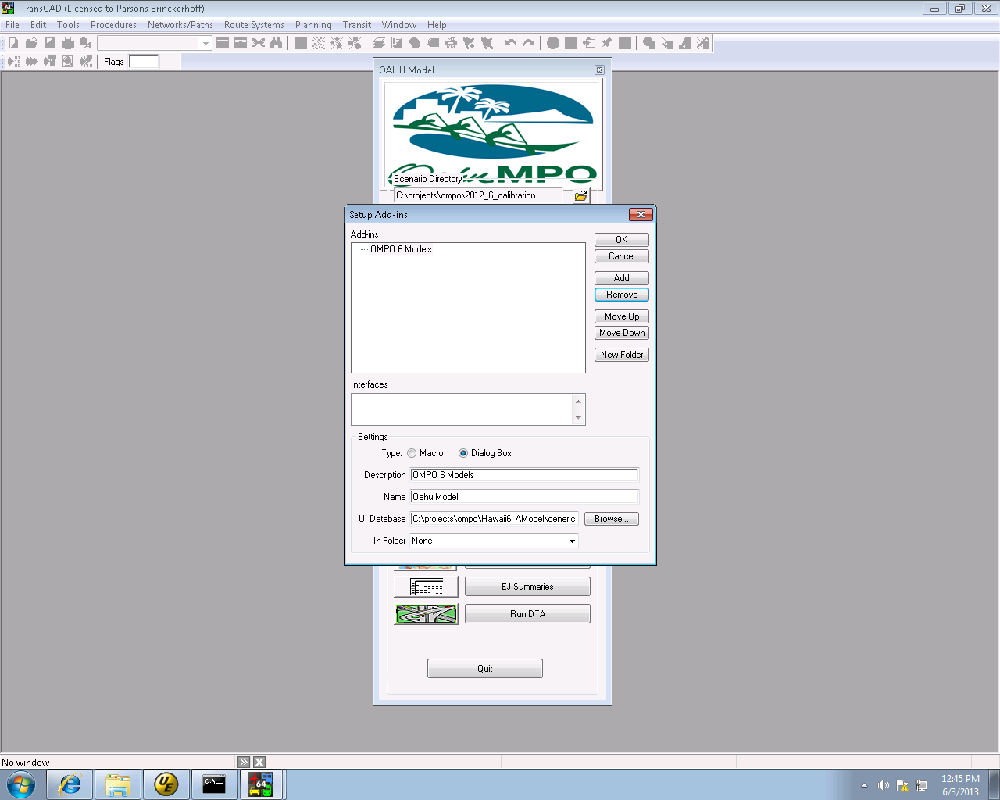 TransCAD (Licensed to Parsons Brinckerhoff)
File Edit Tools Procedures Networks/Paths Route Systems Planning Transit Window Help
Flags
OAHU Model
Oahu MPO
Scenario Directory
C:\projects\ompo\2012_6_calibration
Setup Add-ins
Add-ins
OMPO 6 Models
OK
Cancel
Add
Remove
Move Up
Move Down
New Folder
Interfaces
Settings
Type: Macro Dialog Box
Description OMPO 6 Models
Name Oahu Model
UI Database C:\projects\ompo\Hawaii6_AModel\generic Browse...
In Folder None
EJ Summaries
Run DTA
Quit
No window
UE
C:\
64
12:45 PM
6/3/2013